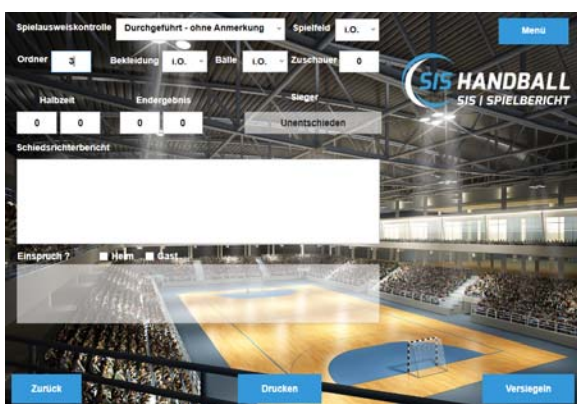 Spielausweiskontrolle Durchgeführt - ohne Anmerkung Spielfeld i.O. Menü
Ordner 3 Bekleidung i.O. Bälle i.O. Zuschauer 0
SIS HANDBALL
SIS | SPIELBERICHT
Halbzeit Endergebnis Sieger
0 0 0 0 Unentschieden
Schiedsrichterbericht
Einspruch ? Heim Gast
Zurück Drucken Versiegeln